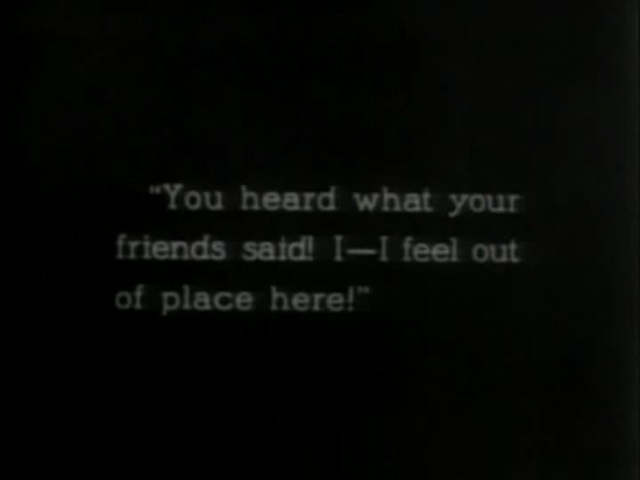 "You heard what your
friends said! I—I feel out
of place here!"